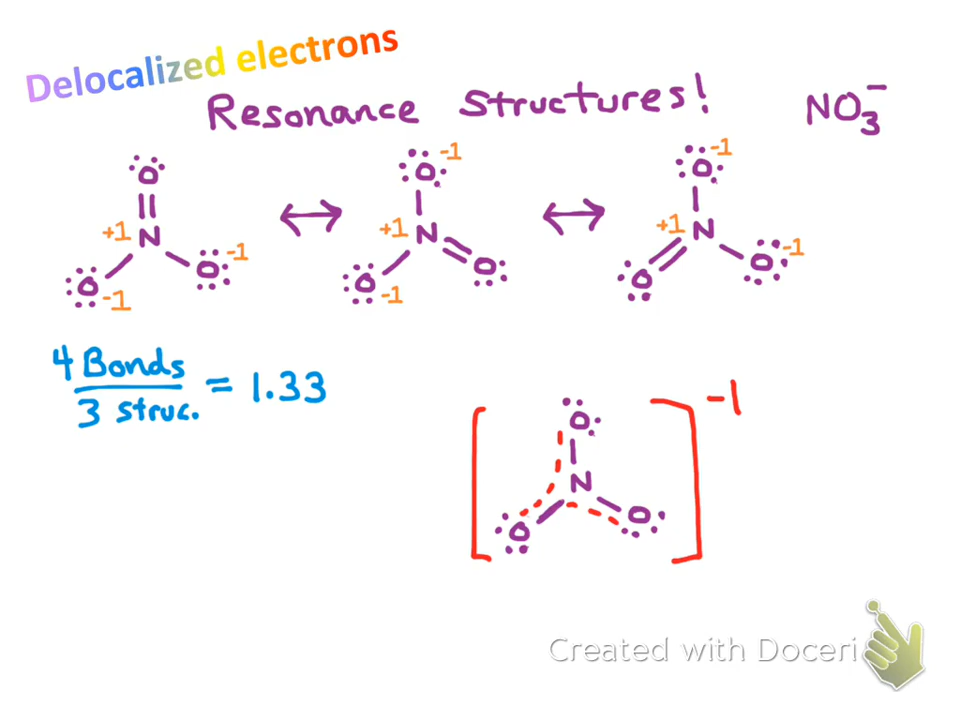 Delocalized electrons
Resonance Structures!
NO3−
O
-1
O
-1
O
+1
N
+1
N
+1
N
O
-1
O
-1
O
O
-1
O
-1
O
4 Bonds
3 struc.
= 1.33
-1
O
N
O
O
Created with Doceri